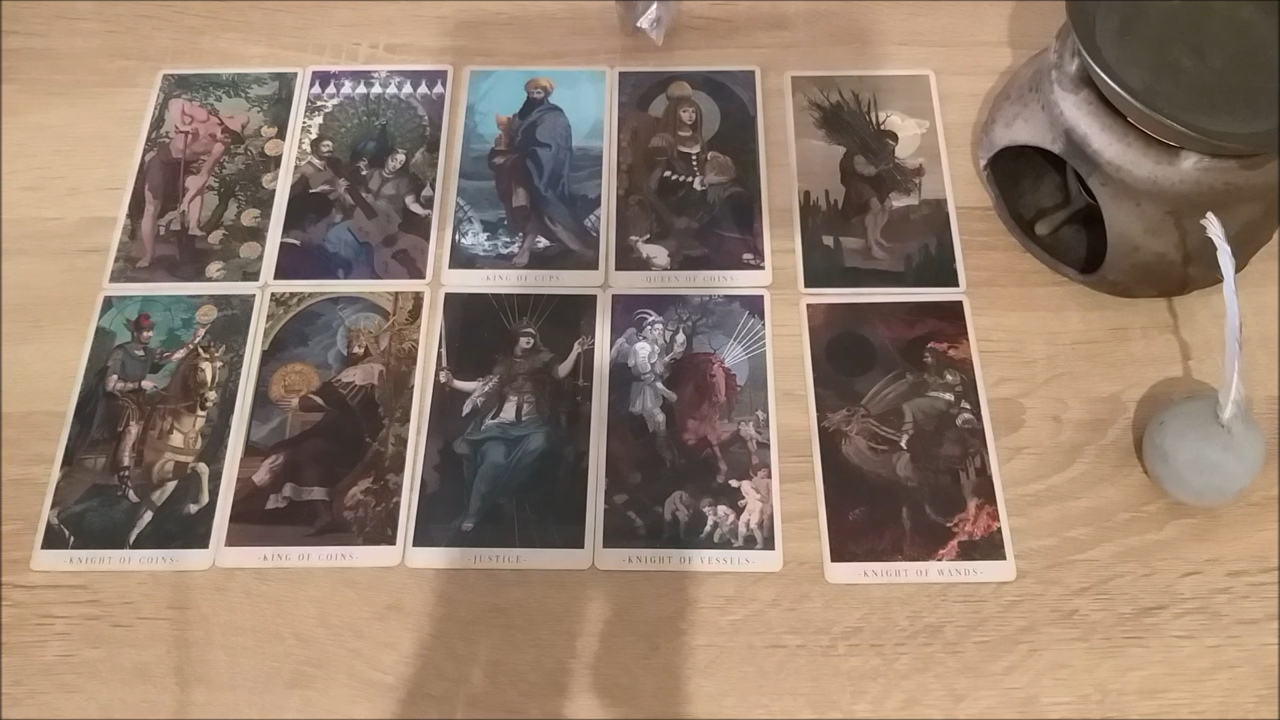 -KING OF CUPS-
-QUEEN OF COINS-
-KNIGHT OF COINS-
-KING OF COINS-
-JUSTICE-
-KNIGHT OF VESSELS-
-KNIGHT OF WANDS-